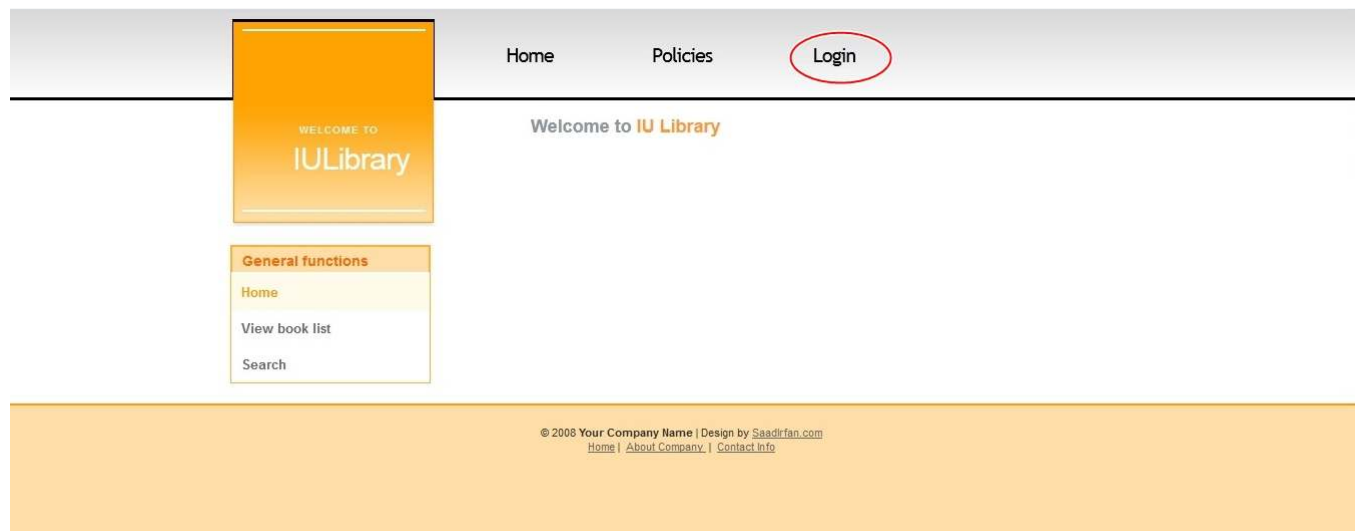 Home Policies Login
WELCOME TO
IULibrary
Welcome to IU Library
General functions
Home
View book list
Search
© 2008 Your Company Name | Design by SaadIrfan.com
Home | About Company | Contact Info